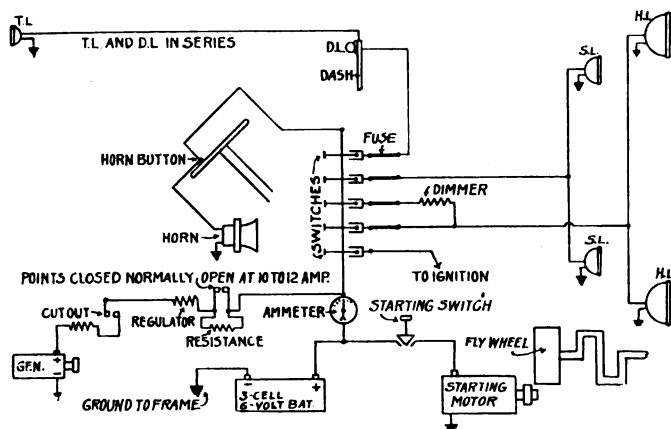 T.L
H.L
T.L. AND D.L IN SERIES
D.L
S.L.
DASH
FUSE
HORN BUTTON
SWITCHES
DIMMER
HORN
S.L.
POINTS CLOSED NORMALLY OPEN AT 10 TO 12 AMP.
TO IGNITION
H.L
CUTOUT
REGULATOR
AMMETER
STARTING SWITCH
RESISTANCE
FLY WHEEL
GEN.
+
-
GROUND TO FRAME
- +
3-CELL
6-VOLT BAT.
STARTING
MOTOR